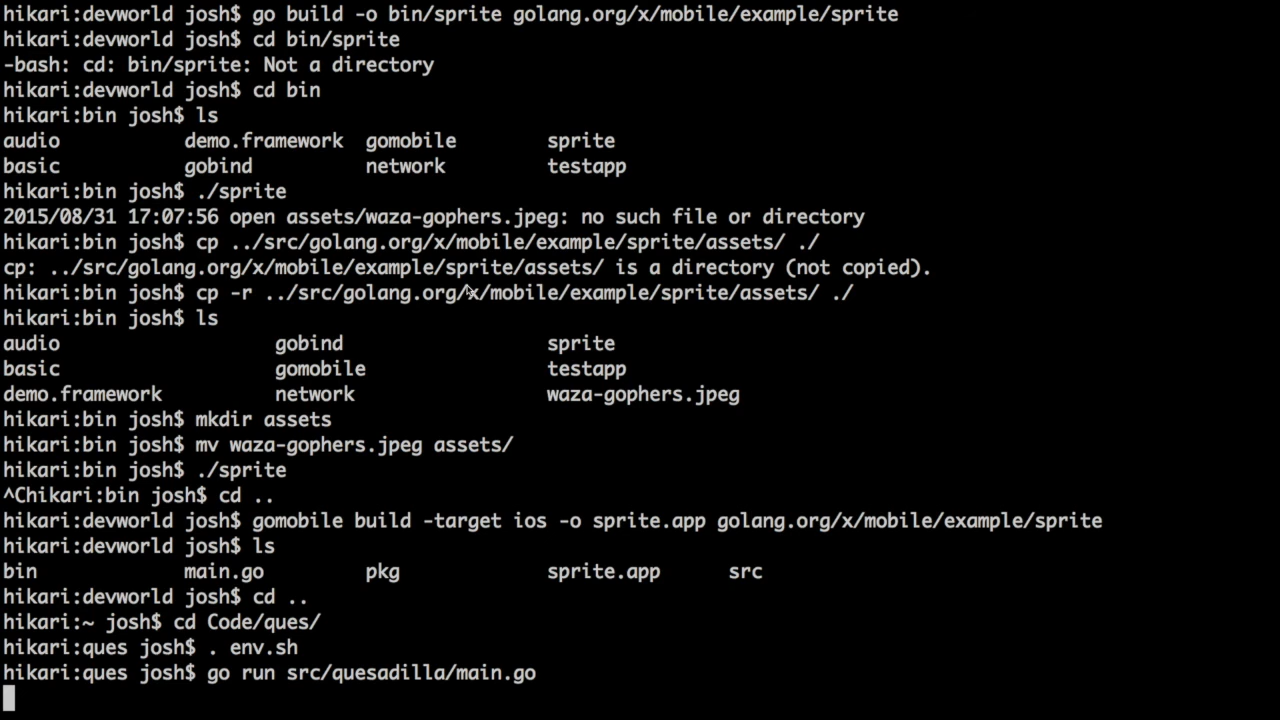 hikari:devworld josh$ go build -o bin/sprite golang.org/x/mobile/example/sprite
hikari:devworld josh$ cd bin/sprite
-bash: cd: bin/sprite: Not a directory
hikari:devworld josh$ cd bin
hikari:bin josh$ ls
audio demo.framework gomobile sprite
basic gobind network testapp
hikari:bin josh$ ./sprite
2015/08/31 17:07:56 open assets/waza-gophers.jpeg: no such file or directory
hikari:bin josh$ cp ../src/golang.org/x/mobile/example/sprite/assets/ ./
cp: ../src/golang.org/x/mobile/example/sprite/assets/ is a directory (not copied).
hikari:bin josh$ cp -r ../src/golang.org/x/mobile/example/sprite/assets/ ./
hikari:bin josh$ ls
audio gobind sprite
basic gomobile testapp
demo.framework network waza-gophers.jpeg
hikari:bin josh$ mkdir assets
hikari:bin josh$ mv waza-gophers.jpeg assets/
hikari:bin josh$ ./sprite
^Chikari:bin josh$ cd ..
hikari:devworld josh$ gomobile build -target ios -o sprite.app golang.org/x/mobile/example/sprite
hikari:devworld josh$ ls
bin main.go pkg sprite.app src
hikari:devworld josh$ cd ..
hikari:~ josh$ cd Code/ques/
hikari:ques josh$ . env.sh
hikari:ques josh$ go run src/quesadilla/main.go